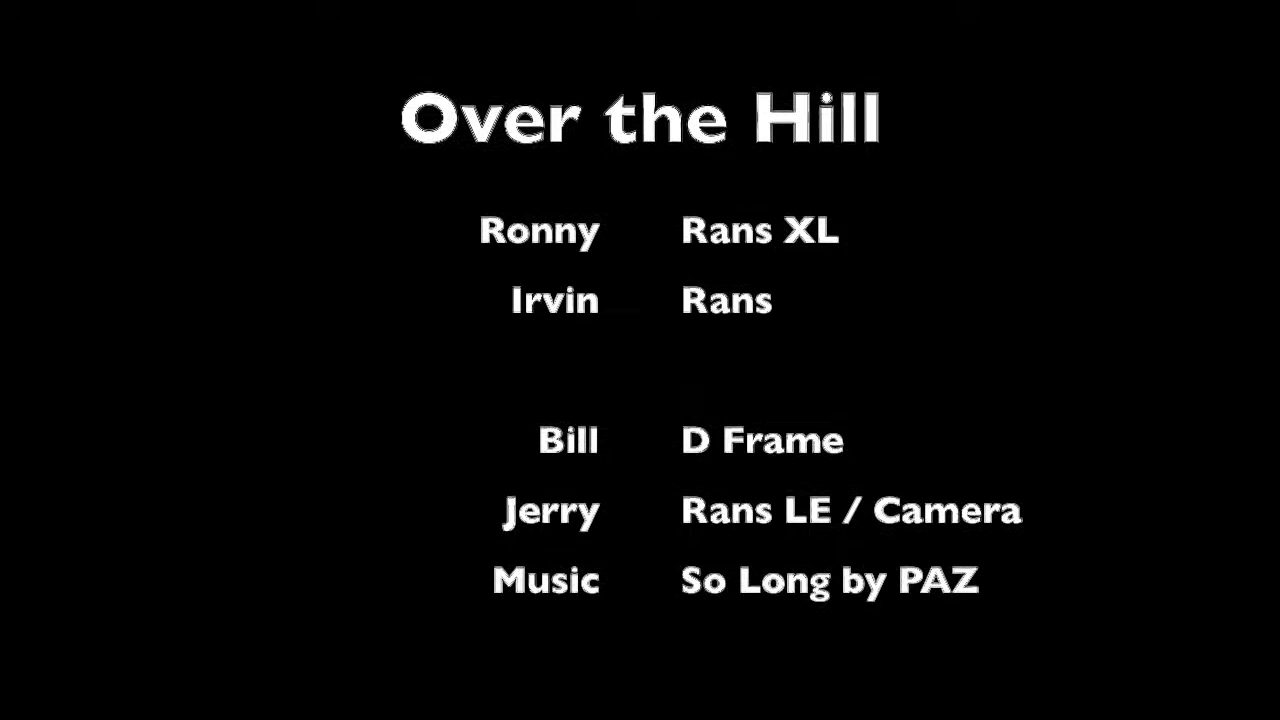 Over the Hill
Ronny Rans XL
Irvin Rans
Bill D Frame
Jerry Rans LE / Camera
Music So Long by PAZ